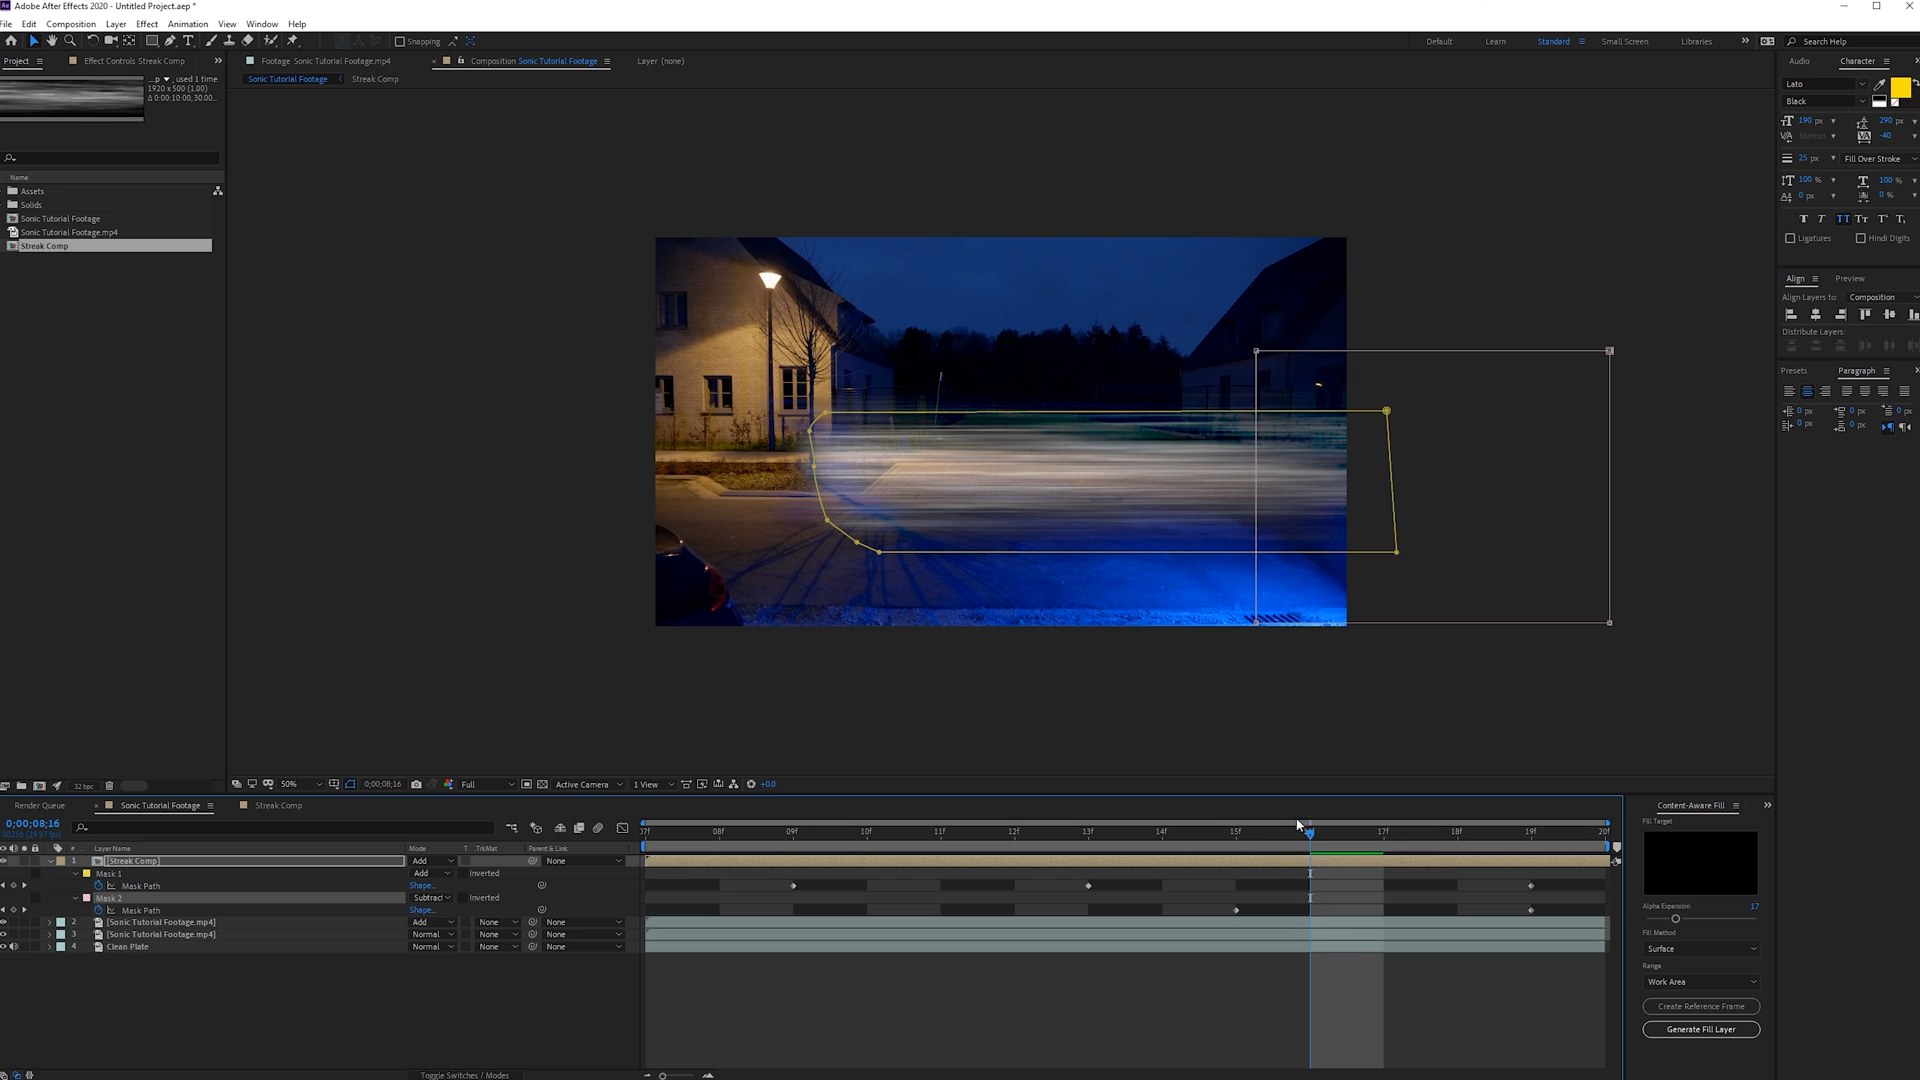 Adobe After Effects 2020 - Untitled Project.aep *
File Edit Composition Layer Effect Animation View Window Help
Snapping
Default Learn Standard Small Screen Libraries Search Help
Project Effect Controls Streak Comp
Footage Sonic Tutorial Footage.mp4
Composition Sonic Tutorial Footage
Layer (none)
Sonic Tutorial Footage Streak Comp
...p ▼, used 1 time
1920 x 500 (1.00)
Δ 0:00:10:00, 30.00...
Name
Assets
Solids
Sonic Tutorial Footage
Sonic Tutorial Footage.mp4
Streak Comp
Audio Character
Lato
Black
190 px 290 px
Metrics -40
25 px Fill Over Stroke
100 % 100 %
0 px 0 %
Ligatures Hindi Digits
Align Preview
Align Layers to: Composition
Distribute Layers:
Presets Paragraph
0 px 0 px 0 px
0 px 0 px
32 bpc
50% 0;00;08;16 Full Active Camera 1 View +0.0
Render Queue Sonic Tutorial Footage Streak Comp
0;00;08;16
00256 (29.97 fps)
07f 08f 09f 10f 11f 12f 13f 14f 15f 17f 18f 19f 20f
# Layer Name Mode T .TrkMat Parent & Link
1 [Streak Comp] Add None
Mask 1 Add Inverted
Mask Path Shape...
Mask 2 Subtract Inverted
Mask Path Shape...
2 [Sonic Tutorial Footage.mp4] Add None None
3 [Sonic Tutorial Footage.mp4] Normal None None
4 Clean Plate Normal None None
Toggle Switches / Modes
Content-Aware Fill
Fill Target
Alpha Expansion 17
Fill Method
Surface
Range
Work Area
Create Reference Frame
Generate Fill Layer